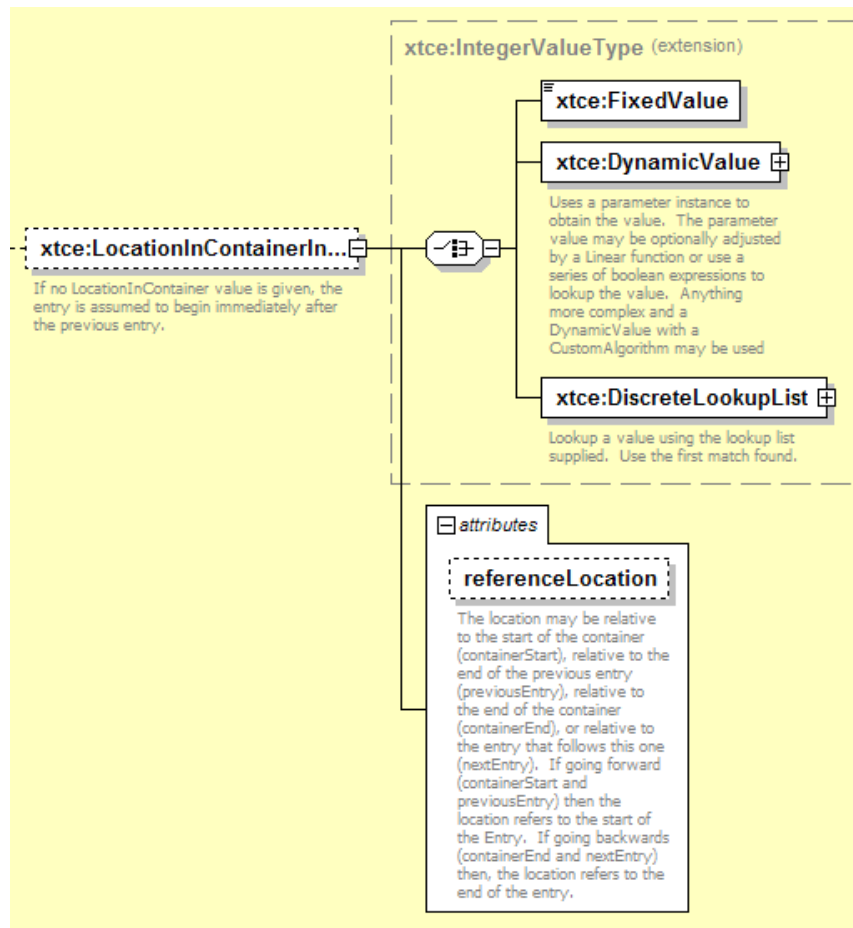 xtce:IntegerValueType (extension)
xtce:FixedValue
xtce:DynamicValue
Uses a parameter instance to
obtain the value. The parameter
value may be optionally adjusted
by a Linear function or use a
series of boolean expressions to
lookup the value. Anything
more complex and a
DynamicValue with a
CustomAlgorithm may be used
xtce:LocationInContainerIn...
If no LocationInContainer value is given, the
entry is assumed to begin immediately after
the previous entry.
xtce:DiscreteLookupList
Lookup a value using the lookup list
supplied. Use the first match found.
attributes
referenceLocation
The location may be relative
to the start of the container
(containerStart), relative to the
end of the previous entry
(previousEntry), relative to
the end of the container
(containerEnd), or relative to
the entry that follows this one
(nextEntry). If going forward
(containerStart and
previousEntry) then the
location refers to the start of
the Entry. If going backwards
(containerEnd and nextEntry)
then, the location refers to the
end of the entry.